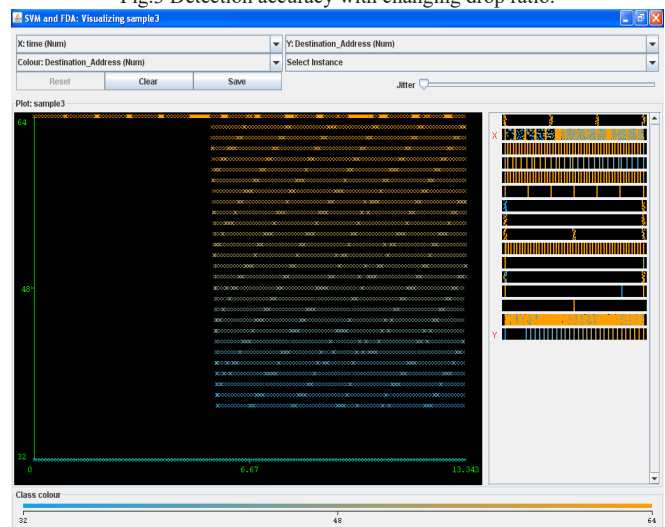 Fig.3 Detection accuracy with changing drop ratio.
SVM and FDA: Visualizing sample3
X: time (Num)
Y: Destination_Address (Num)
Colour: Destination_Address (Num)
Select Instance
Reset
Clear
Save
Jitter
Plot: sample3
64
48
32
0
6.67
13.343
X
Y
Class colour
32
48
64